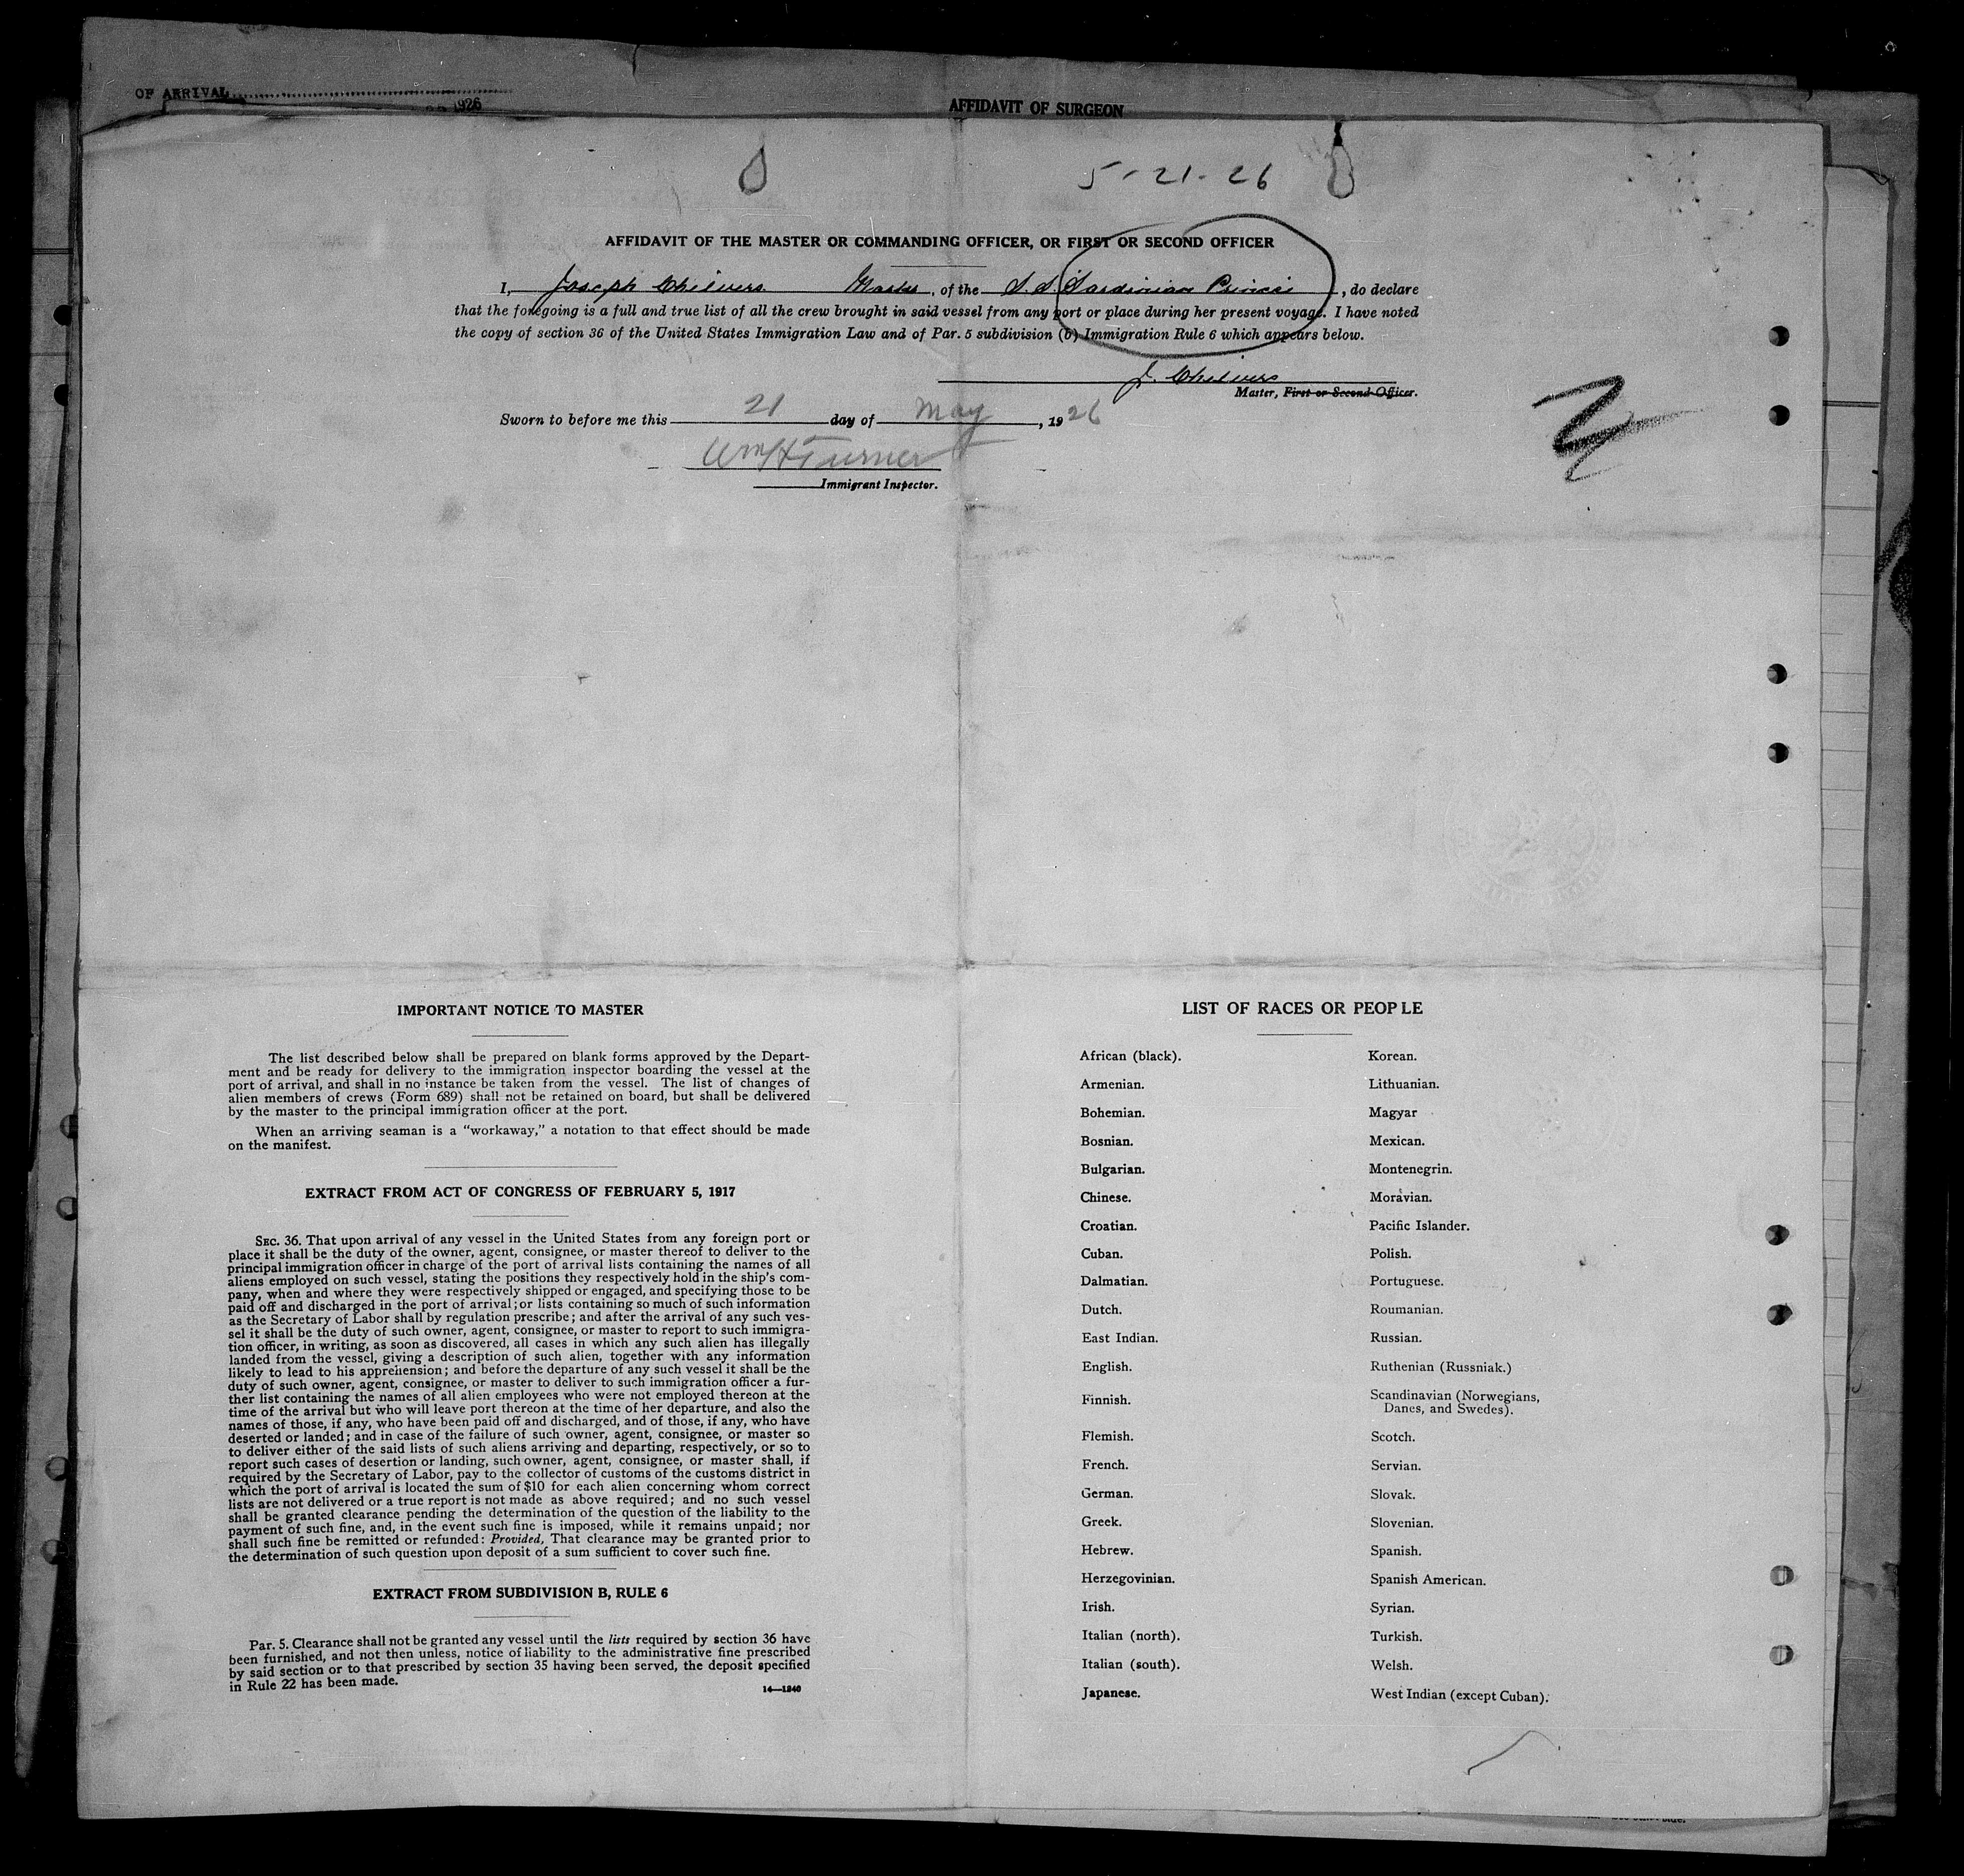 OF ARRIVAL
1926
AFFIDAVIT OF SURGEON
5-21-26
AFFIDAVIT OF THE MASTER OR COMMANDING OFFICER, OR FIRST OR SECOND OFFICER
I, Joseph Chilvers Master, of the S.S. Sardinian Prince, do declare
that the foregoing is a full and true list of all the crew brought in said vessel from any port or place during her present voyage. I have noted
the copy of section 36 of the United States Immigration Law and of Par. 5 subdivision (b) Immigration Rule 6 which appears below.
J. Chilvers
Master, First or Second Officer.
Sworn to before me this 21 day of May, 1926
Wm H Turner
Immigrant Inspector.
IMPORTANT NOTICE TO MASTER
The list described below shall be prepared on blank forms approved by the Depart-
ment and be ready for delivery to the immigration inspector boarding the vessel at the
port of arrival, and shall in no instance be taken from the vessel. The list of changes of
alien members of crews (Form 689) shall not be retained on board, but shall be delivered
by the master to the principal immigration officer at the port.
When an arriving seaman is a "workaway," a notation to that effect should be made
on the manifest.
EXTRACT FROM ACT OF CONGRESS OF FEBRUARY 5, 1917
SEC. 36. That upon arrival of any vessel in the United States from any foreign port or
place it shall be the duty of the owner, agent, consignee, or master thereof to deliver to the
principal immigration officer in charge of the port of arrival lists containing the names of all
aliens employed on such vessel, stating the positions they respectively hold in the ship's com-
pany, when and where they were respectively shipped or engaged, and specifying those to be
paid off and discharged in the port of arrival; or lists containing so much of such information
as the Secretary of Labor shall by regulation prescribe; and after the arrival of any such ves-
sel it shall be the duty of such owner, agent, consignee, or master to report to such immigra-
tion officer, in writing, as soon as discovered, all cases in which any such alien has illegally
landed from the vessel, giving a description of such alien, together with any information
likely to lead to his apprehension; and before the departure of any such vessel it shall be the
duty of such owner, agent, consignee, or master to deliver to such immigration officer a fur-
ther list containing the names of all alien employees who were not employed thereon at the
time of the arrival but who will leave port thereon at the time of her departure, and also the
names of those, if any, who have been paid off and discharged, and of those, if any, who have
deserted or landed; and in case of the failure of such owner, agent, consignee, or master so
to deliver either of the said lists of such aliens arriving and departing, respectively, or so to
report such cases of desertion or landing, such owner, agent, consignee, or master shall, if
required by the Secretary of Labor, pay to the collector of customs of the customs district in
which the port of arrival is located the sum of $10 for each alien concerning whom correct
lists are not delivered or a true report is not made as above required; and no such vessel
shall be granted clearance pending the determination of the question of the liability to the
payment of such fine, and, in the event such fine is imposed, while it remains unpaid; nor
shall such fine be remitted or refunded: Provided, That clearance may be granted prior to
the determination of such question upon deposit of a sum sufficient to cover such fine.
EXTRACT FROM SUBDIVISION B, RULE 6
Par. 5. Clearance shall not be granted any vessel until the lists required by section 36 have
been furnished, and not then unless, notice of liability to the administrative fine prescribed
by said section or to that prescribed by section 35 having been served, the deposit specified
in Rule 22 has been made.
14—1240
LIST OF RACES OR PEOPLE
African (black).
Armenian.
Bohemian.
Bosnian.
Bulgarian.
Chinese.
Croatian.
Cuban.
Dalmatian.
Dutch.
East Indian.
English.
Finnish.
Flemish.
French.
German.
Greek.
Hebrew.
Herzegovinian.
Irish.
Italian (north).
Italian (south).
Japanese.
Korean.
Lithuanian.
Magyar
Mexican.
Montenegrin.
Moravian.
Pacific Islander.
Polish.
Portuguese.
Roumanian.
Russian.
Ruthenian (Russniak.)
Scandinavian (Norwegians,
Danes, and Swedes).
Scotch.
Servian.
Slovak.
Slovenian.
Spanish.
Spanish American.
Syrian.
Turkish.
Welsh.
West Indian (except Cuban).